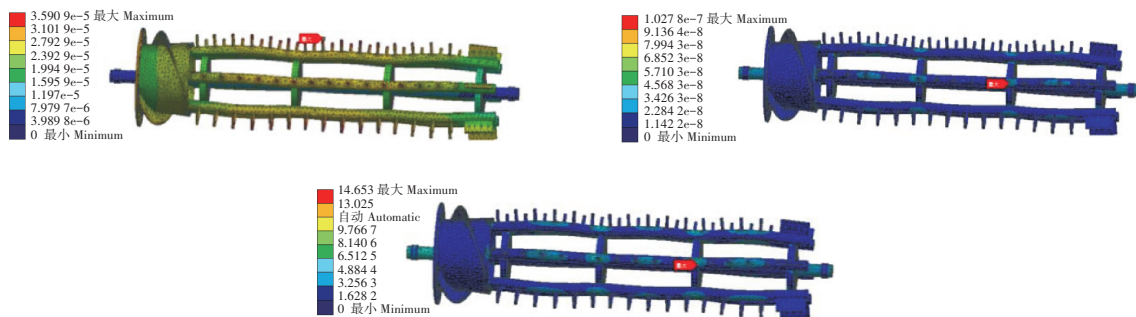 3.590 9e-5 最大 Maximum
3.101 9e-5
2.792 9e-5
2.392 9e-5
1.994 9e-5
1.595 9e-5
1.197e-5
7.979 7e-6
3.989 8e-6
0 最小 Minimum
1.027 8e-7 最大 Maximum
9.136 4e-8
7.994 3e-8
6.852 3e-8
5.710 3e-8
4.568 3e-8
3.426 3e-8
2.284 2e-8
1.142 2e-8
0 最小 Minimum
14.653 最大 Maximum
13.025
自动 Automatic
9.766 7
8.140 6
6.512 5
4.884 4
3.256 3
1.628 2
0 最小 Minimum